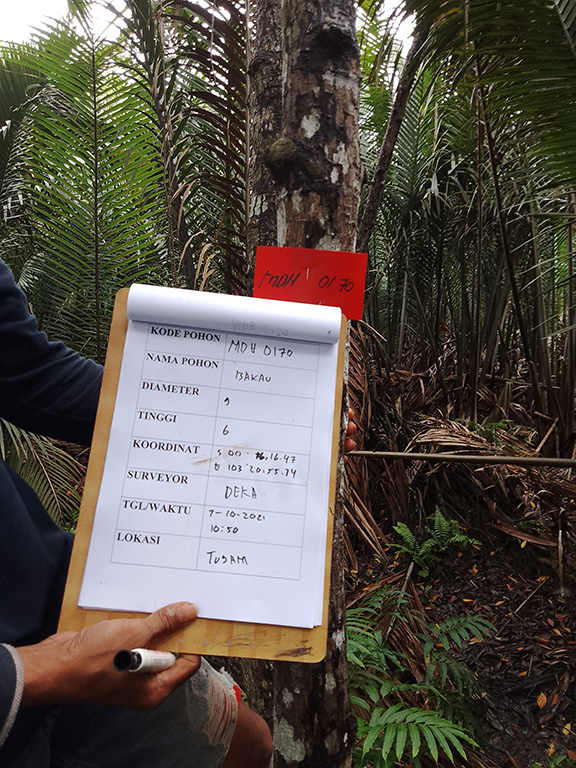 MDH 0170
KODE POHON MDH 0170
NAMA POHON BAKAU
DIAMETER 9
TINGGI 6
KOORDINAT S 00 16.47
E 103 20.55.74
SURVEYOR DEKA
TGL/WAKTU 7-10-2021
10:50
LOKASI TUSAM